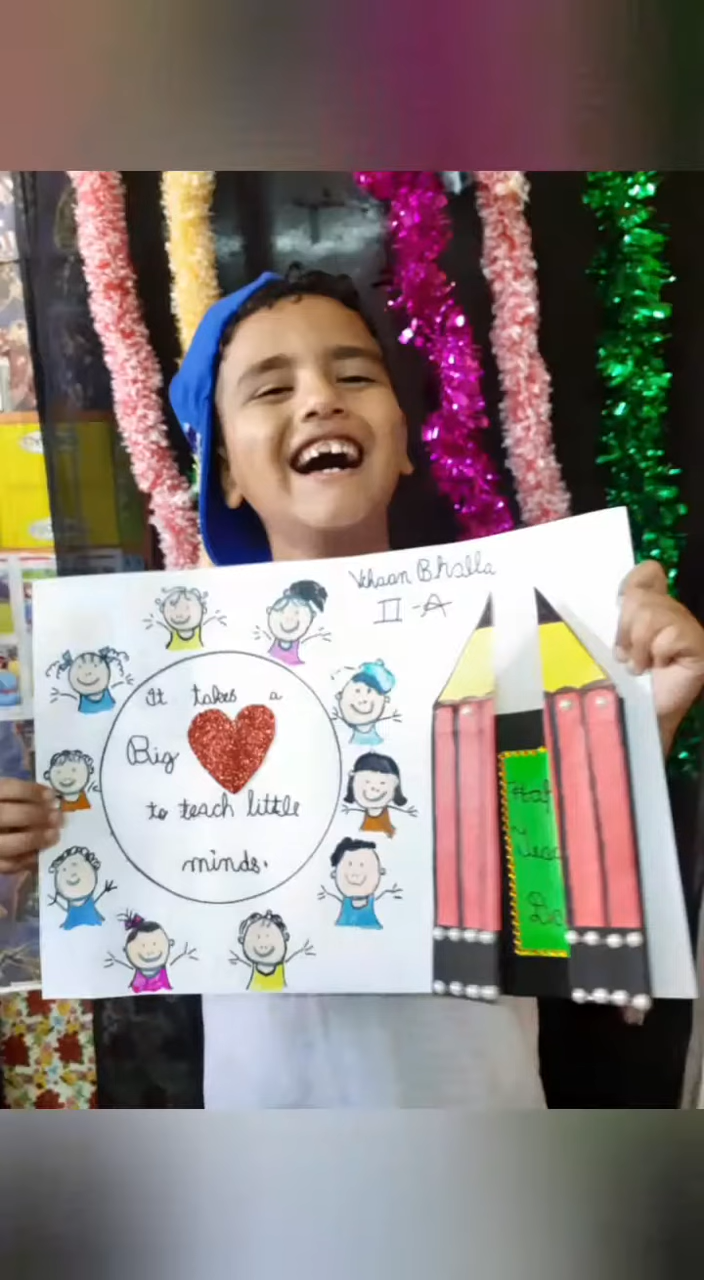 Vihaan Bhalla
II-A
It takes a
Big
to teach little
minds.